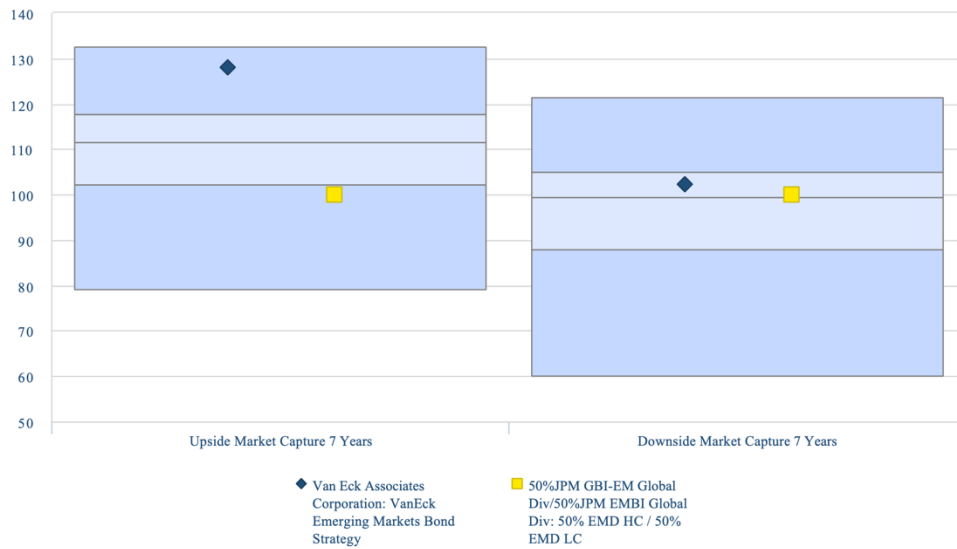 140
130
120
110
100
90
80
70
60
50
Upside Market Capture 7 Years
Downside Market Capture 7 Years
Van Eck Associates
Corporation: VanEck
Emerging Markets Bond
Strategy
50%JPM GBI-EM Global
Div/50%JPM EMBI Global
Div: 50% EMD HC / 50%
EMD LC